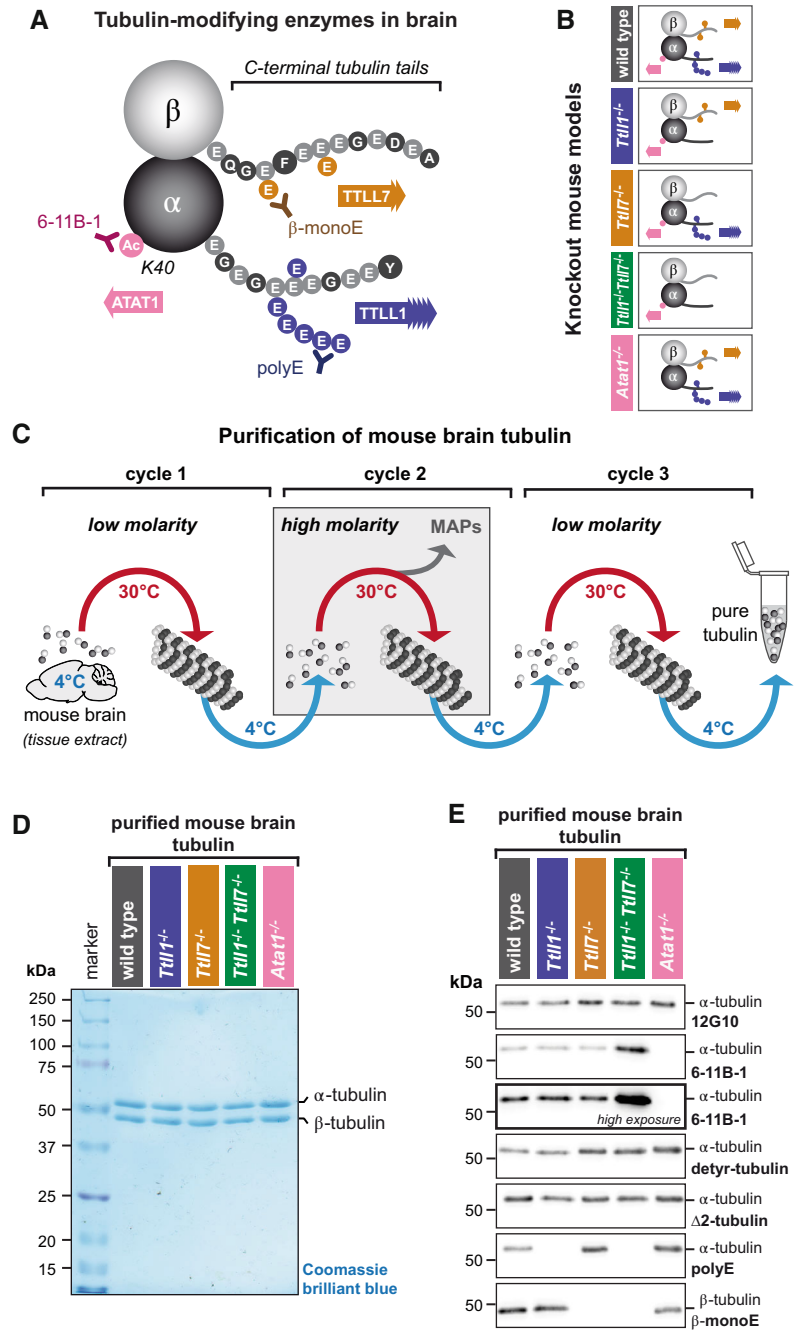 A
Tubulin-modifying enzymes in brain
C-terminal tubulin tails
β
α
E Q G E F E E E G E D E A
E
E
TTLL7
β-monoE
6-11B-1
Ac
K40
ATAT1
E G E G E E E G E E Y
E
E E E E E
TTLL1
polyE
B
Knockout mouse models
wild type
β
α
Ttll1-/-
β
α
Ttll7-/-
β
α
Ttll1-/-Ttll7-/-
β
α
Atat1-/-
β
α
C
Purification of mouse brain tubulin
cycle 1
cycle 2
cycle 3
low molarity
high molarity
MAPs
low molarity
30°C
30°C
30°C
pure
tubulin
4°C
mouse brain
(tissue extract)
4°C
4°C
4°C
D
purified mouse brain
tubulin
marker
wild type
Ttll1-/-
Ttll7-/-
Ttll1-/- Ttll7-/-
Atat1-/-
kDa
250
150
100
75
50
37
25
20
15
α-tubulin
β-tubulin
Coomassie
brilliant blue
E
purified mouse brain
tubulin
wild type
Ttll1-/-
Ttll7-/-
Ttll1-/- Ttll7-/-
Atat1-/-
kDa
50
α-tubulin
12G10
50
α-tubulin
6-11B-1
50
high exposure
α-tubulin
6-11B-1
50
α-tubulin
detyr-tubulin
50
α-tubulin
Δ2-tubulin
50
α-tubulin
polyE
50
β-tubulin
β-monoE